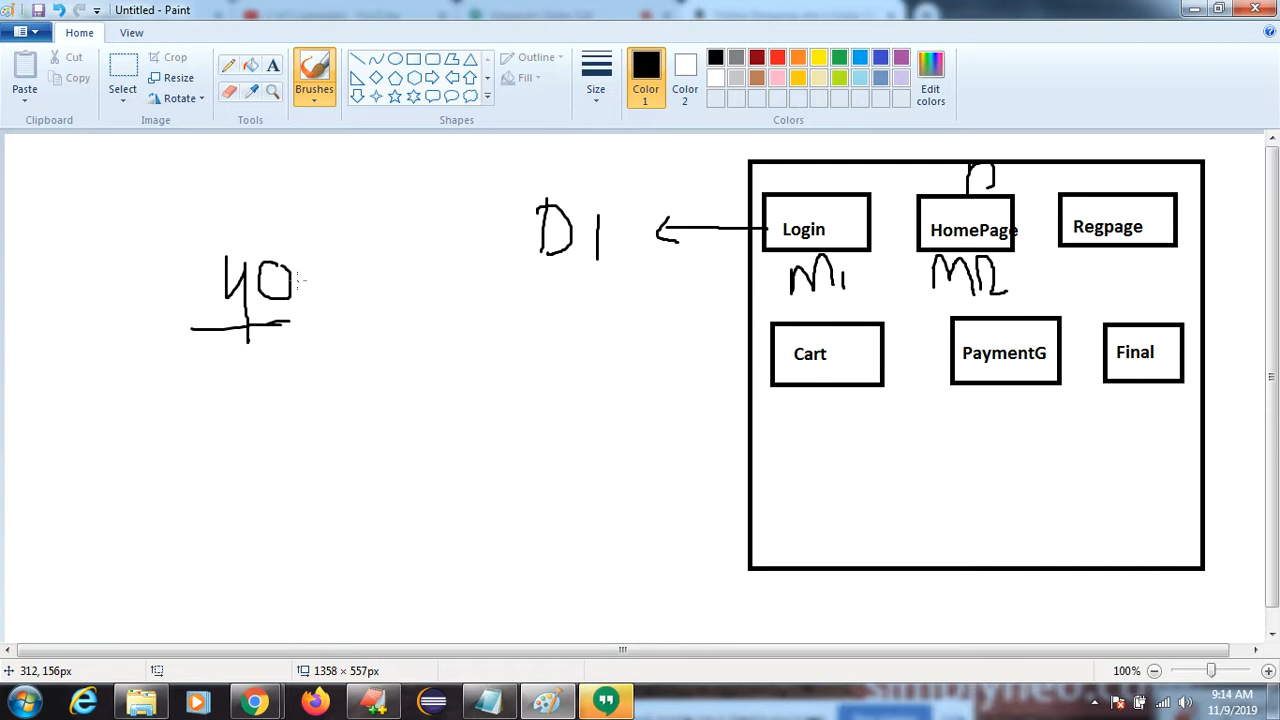 Untitled - Paint
Home View
Paste
Cut
Copy
Clipboard
Select
Crop
Resize
Rotate
Image
A
Tools
Brushes
Outline
Fill
Shapes
Size
Color 1
Color 2
Edit colors
Colors
n
D1
Login
HomePage
Regpage
M1
M2
40
Cart
PaymentG
Final
312, 156px
1358 × 557px
100%
9:14 AM
11/9/2019